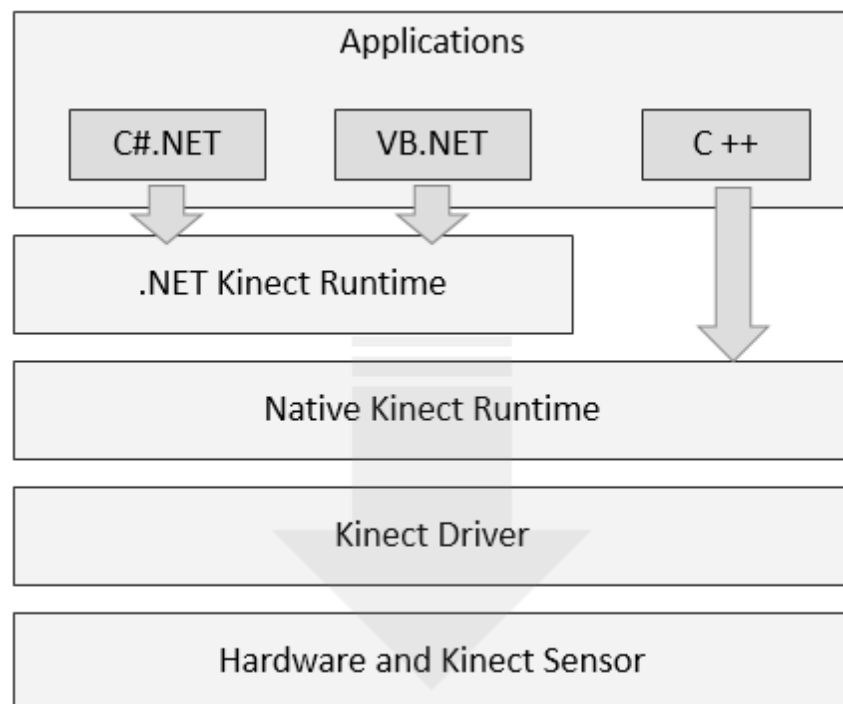 Applications
C#.NET
VB.NET
C ++
.NET Kinect Runtime
Native Kinect Runtime
Kinect Driver
Hardware and Kinect Sensor